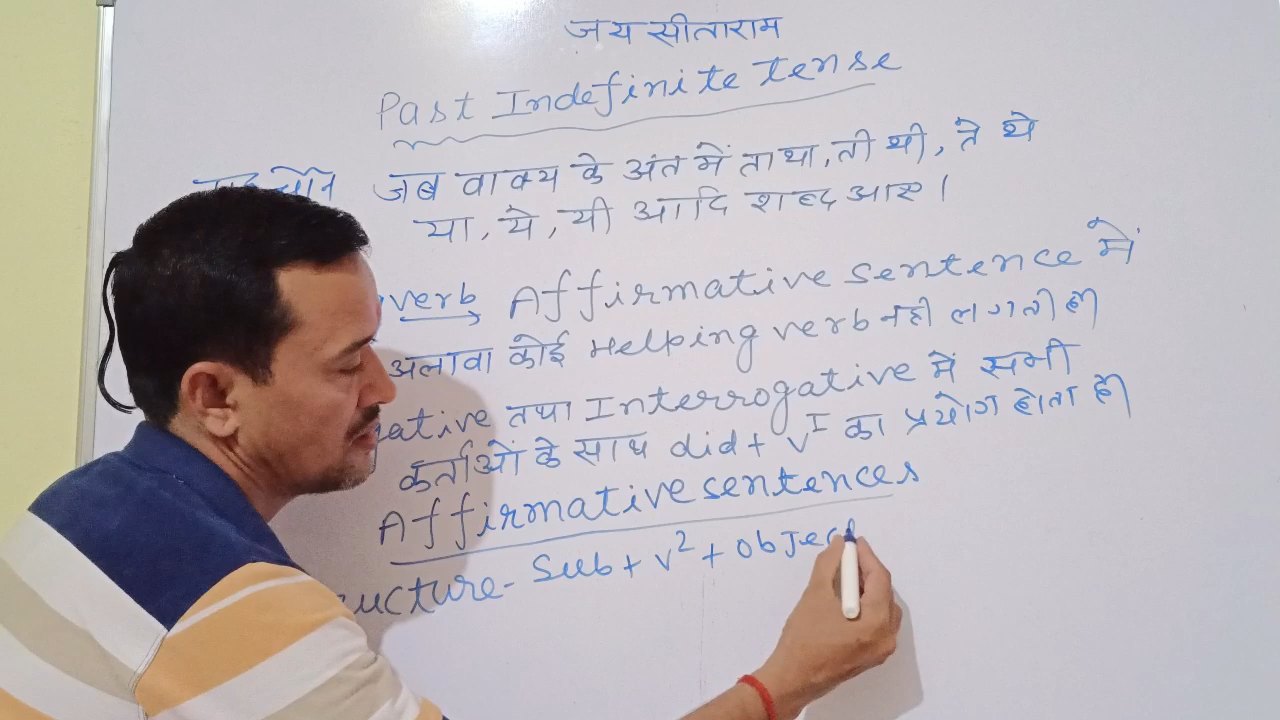 जय सीताराम
Past Indefinite tense
जब वाक्य के अंत में ता था, ती थी, ते थे
या, ये, यी आदि शब्द आए।
verb → Affirmative sentence में
अलावा कोई Helping verb नही लगती है
तथा Interrogative में सभी
कर्ताओं के साथ did + V I का प्रयोग होता है
Affirmative sentences
ucture - Sub + V² + object